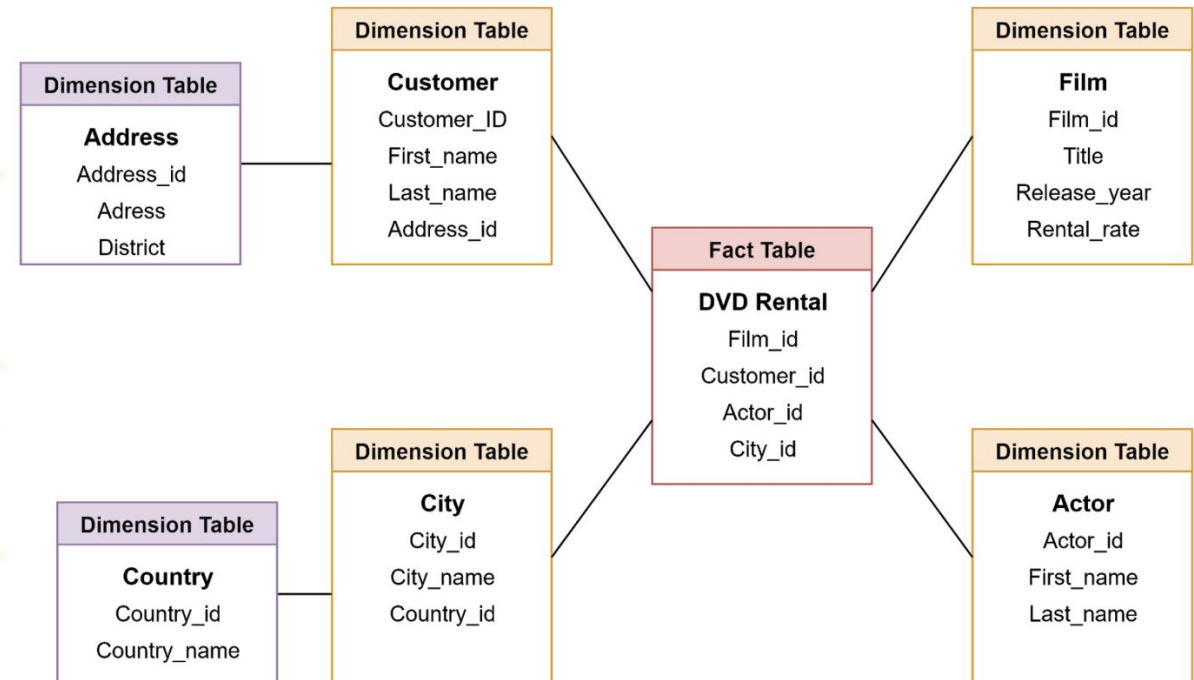 Dimension Table
Address
Address_id
Adress
District
Dimension Table
Customer
Customer_ID
First_name
Last_name
Address_id
Dimension Table
Film
Film_id
Title
Release_year
Rental_rate
Fact Table
DVD Rental
Film_id
Customer_id
Actor_id
City_id
Dimension Table
Country
Country_id
Country_name
Dimension Table
City
City_id
City_name
Country_id
Dimension Table
Actor
Actor_id
First_name
Last_name